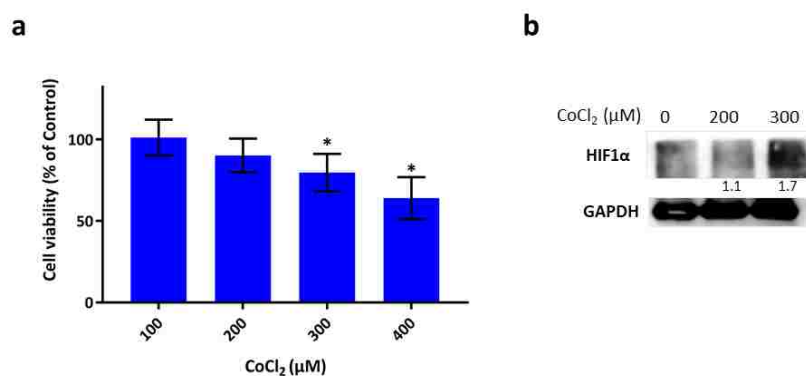 a
Cell viability (% of Control)
100
50
0
*
*
100
200
300
400
CoCl₂ (μM)
b
CoCl₂ (μM) 0 200 300
HIF1α
1.1 1.7
GAPDH